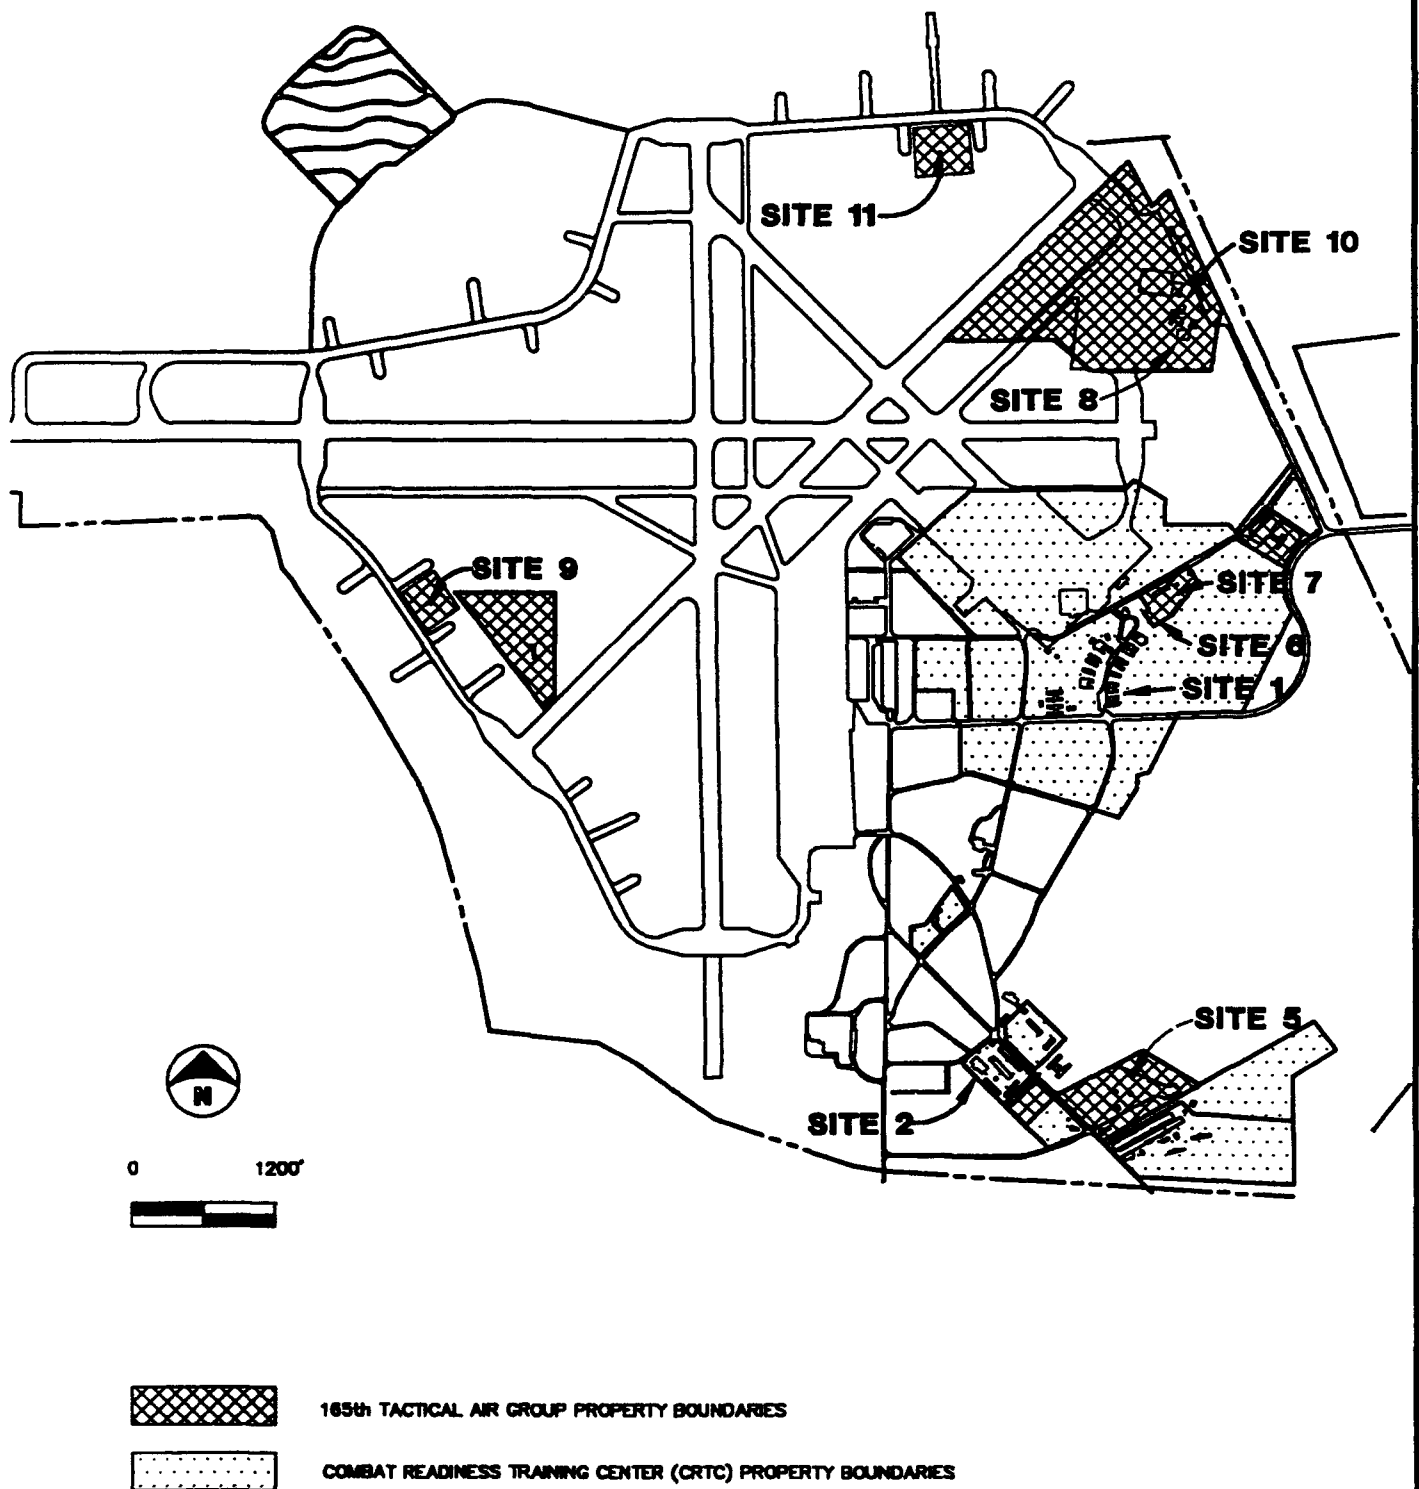 SITE 11
SITE 10
SITE 8
SITE 9
SITE 7
SITE 6
SITE 1
SITE 5
N
SITE 2
0 1200'
165th TACTICAL AIR GROUP PROPERTY BOUNDARIES
COMBAT READINESS TRAINING CENTER (CRTC) PROPERTY BOUNDARIES